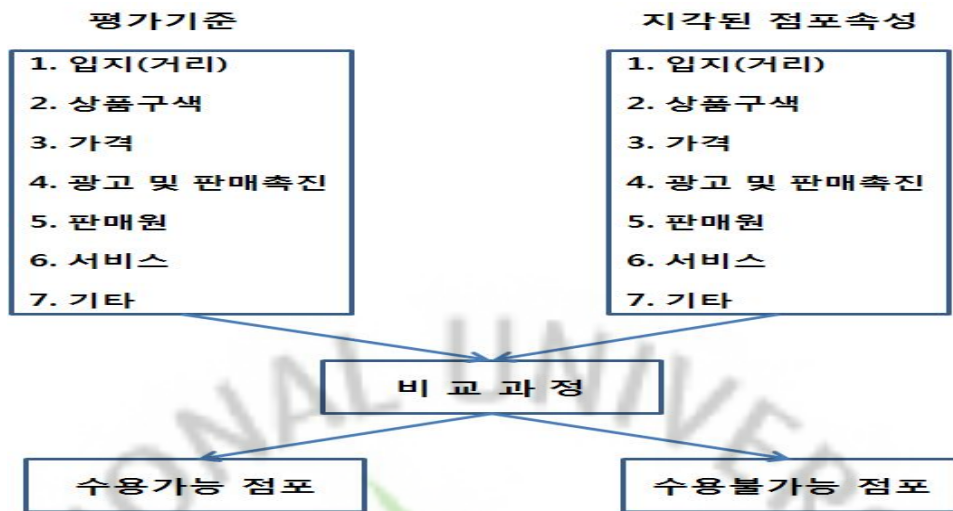 평가기준
1. 입지(거리)
2. 상품구색
3. 가격
4. 광고 및 판매촉진
5. 판매원
6. 서비스
7. 기타
지각된 점포속성
1. 입지(거리)
2. 상품구색
3. 가격
4. 광고 및 판매촉진
5. 판매원
6. 서비스
7. 기타
비 교 과 정
수용가능 점포
수용불가능 점포
IONAL UNIVER